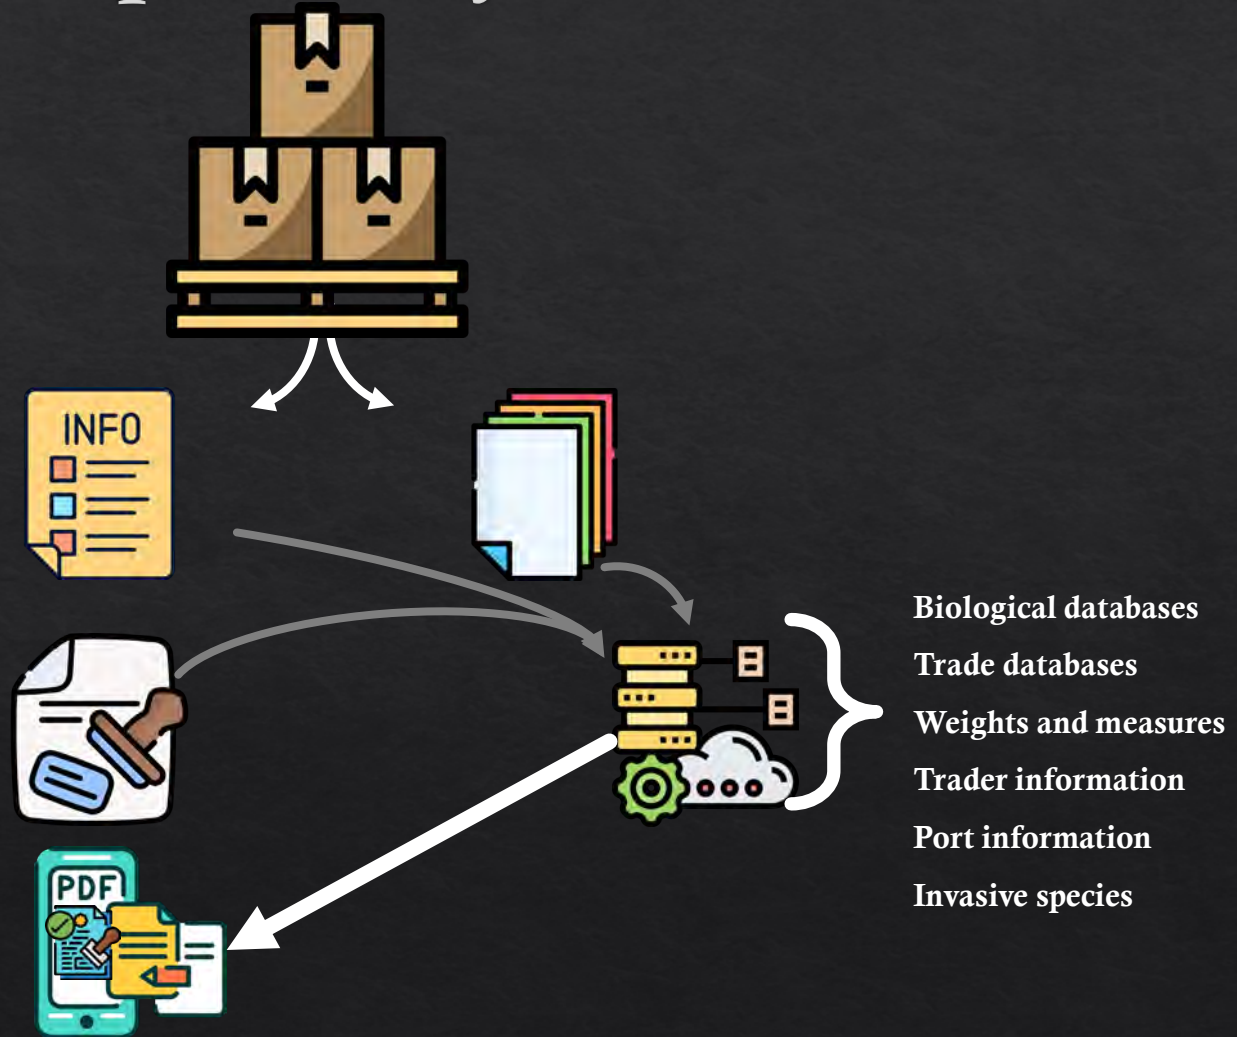 INFO
Biological databases
Trade databases
Weights and measures
Trader information
Port information
Invasive species
PDF